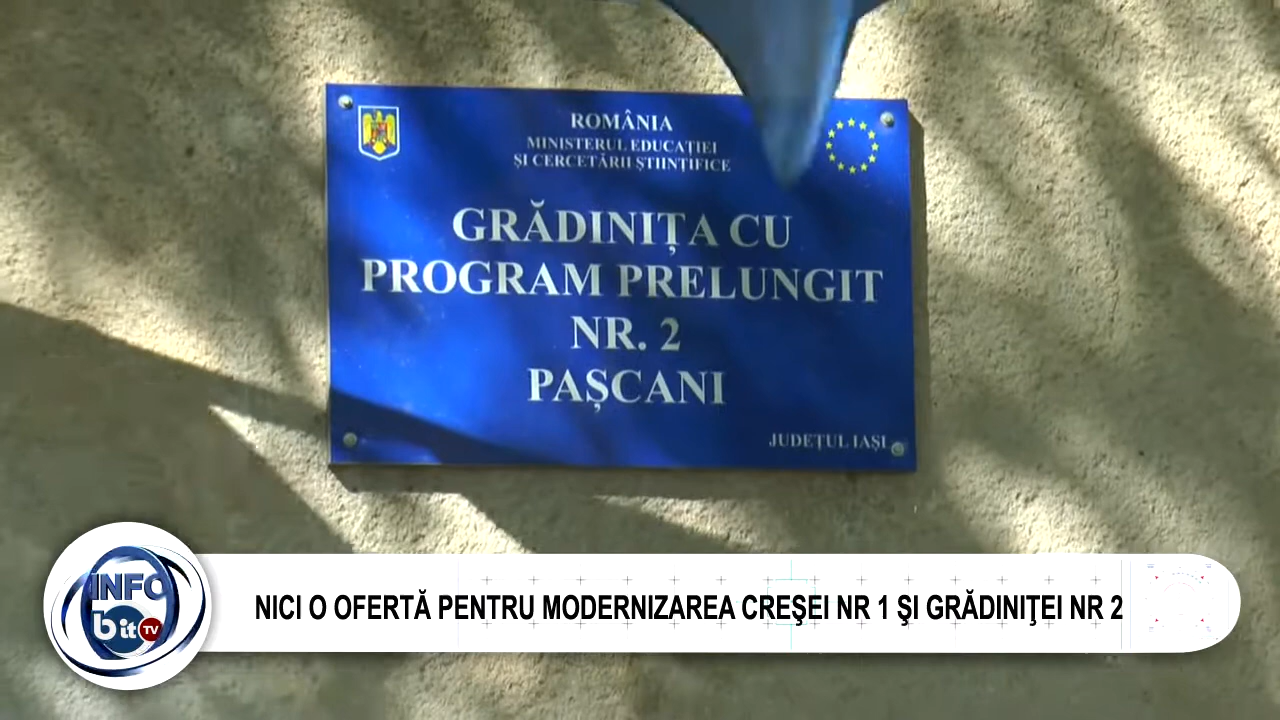 ROMÂNIA
MINISTERUL EDUCAȚIEI
ȘI CERCETĂRII ȘTIINȚIFICE
GRĂDINIȚA CU
PROGRAM PRELUNGIT
NR. 2
PAȘCANI
JUDEȚUL IAȘI
INFO
bit TV
NICI O OFERTĂ PENTRU MODERNIZAREA CREŞEI NR 1 ŞI GRĂDINIŢEI NR 2